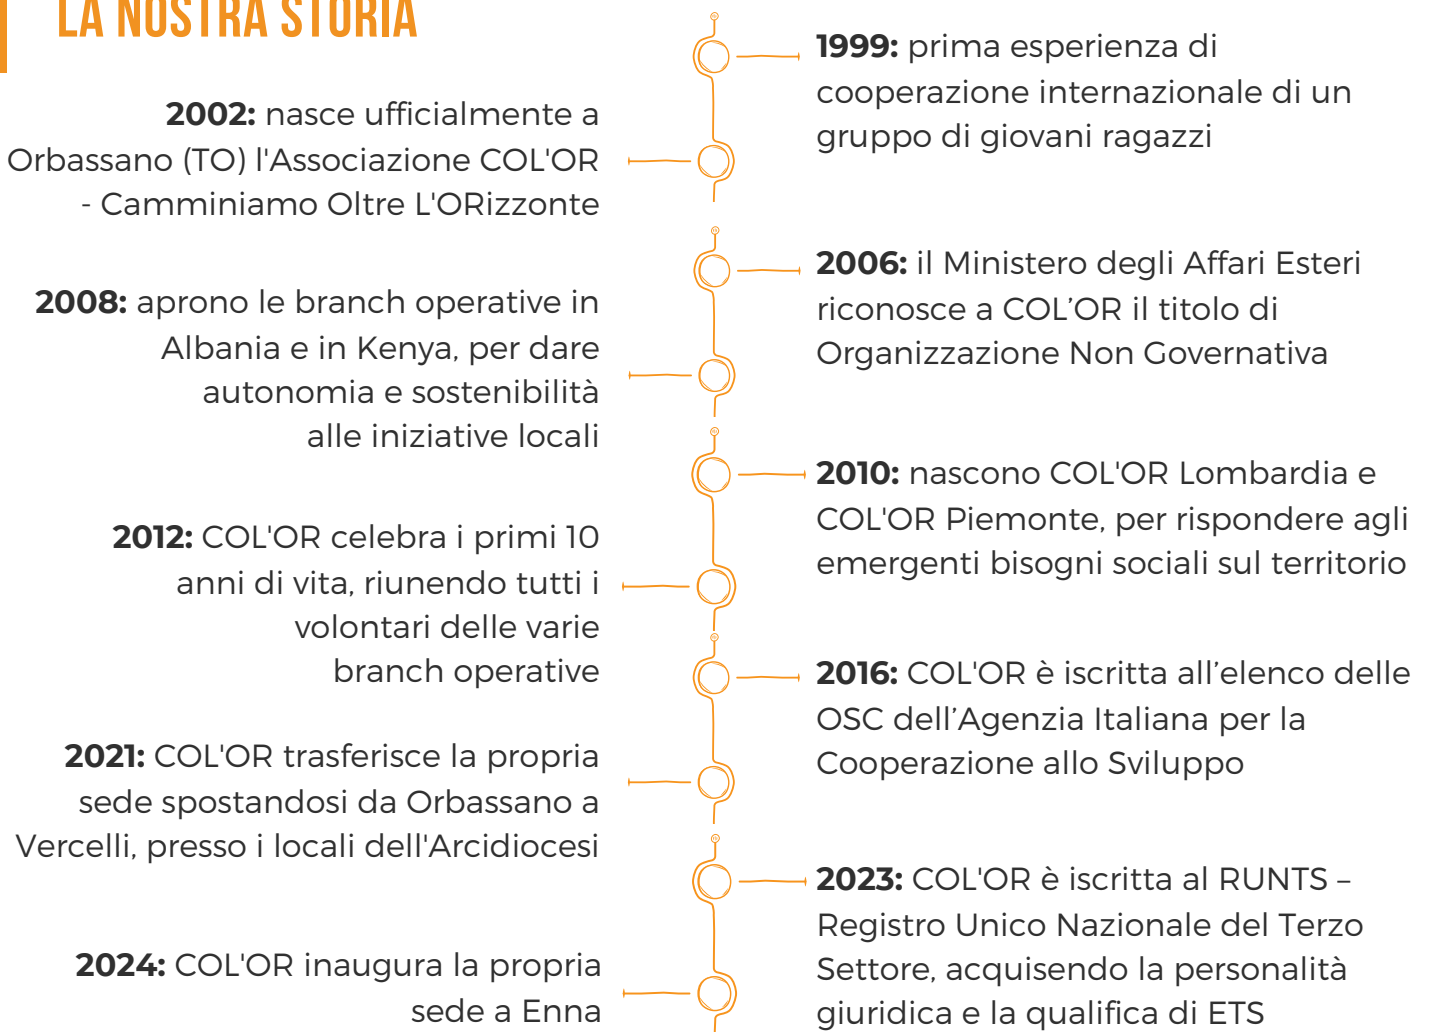 LA NOSTRA STORIA
1999: prima esperienza di
cooperazione internazionale di un
gruppo di giovani ragazzi
2002: nasce ufficialmente a
Orbassano (TO) l'Associazione COL'OR
- Camminiamo Oltre L'ORizzonte
2006: il Ministero degli Affari Esteri
riconosce a COL’OR il titolo di
Organizzazione Non Governativa
2008: aprono le branch operative in
Albania e in Kenya, per dare
autonomia e sostenibilità
alle iniziative locali
2010: nascono COL'OR Lombardia e
COL'OR Piemonte, per rispondere agli
emergenti bisogni sociali sul territorio
2012: COL'OR celebra i primi 10
anni di vita, riunendo tutti i
volontari delle varie
branch operative
2016: COL'OR è iscritta all’elenco delle
OSC dell’Agenzia Italiana per la
Cooperazione allo Sviluppo
2021: COL'OR trasferisce la propria
sede spostandosi da Orbassano a
Vercelli, presso i locali dell'Arcidiocesi
2023: COL'OR è iscritta al RUNTS –
Registro Unico Nazionale del Terzo
Settore, acquisendo la personalità
giuridica e la qualifica di ETS
2024: COL'OR inaugura la propria
sede a Enna